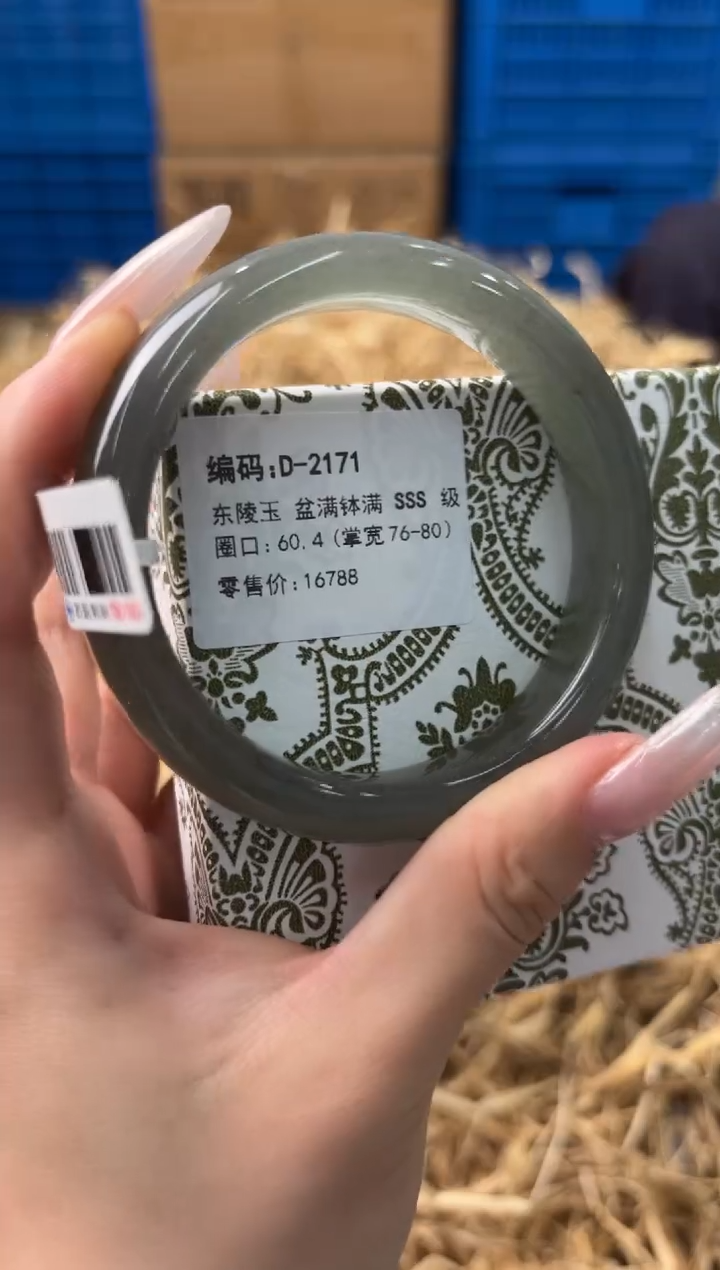 编码:D-2171
东陵玉 盆满钵满 SSS 级
圈口: 60.4 (掌宽76-80)
零售价:16788